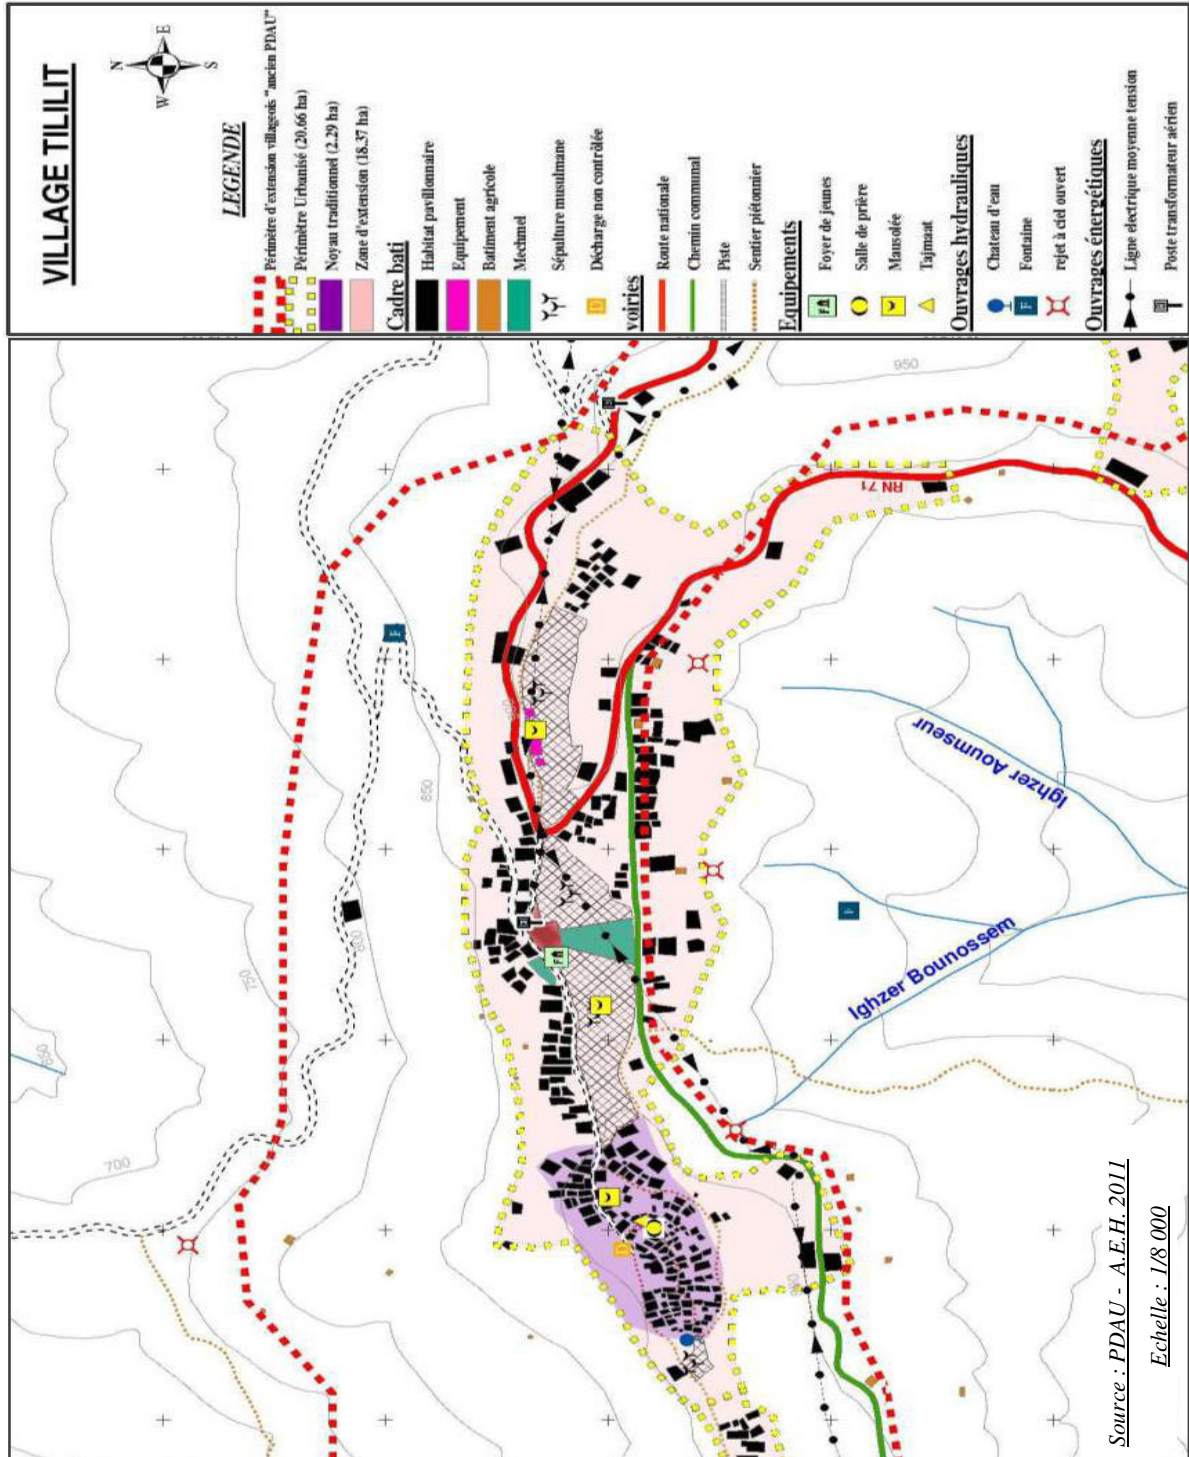 VILLAGE TILILIT
N
E
S
W
LEGENDE
Périmètre d'extension villageois "ancien PDAU"
Périmètre Urbanisé (20.66 ha)
Noyau traditionnel (2.29 ha)
Zone d'extension (18.37 ha)
Cadre bati
Habitat pavillonnaire
Equipement
Batiment agricole
Mechmel
Sépulture musulmane
D
Décharge non contrôlée
voiries
Route nationale
Chemin communal
Piste
Sentier piétonnier
Equipements
Foyer de jeunes
Salle de prière
Mausolée
Tajmaat
Ouvrages hydrauliques
Chateau d'eau
F
Fontaine
rejet à ciel ouvert
Ouvrages énergétiques
Ligne electrique moyenne tension
Poste transformateur aérien
950
RN 71
F
850
Ighzer Aoumseur
800
750
F
Ighzer Bounossem
650
700
D
Source : PDAU - A.E.H. 2011
Echelle : 1/8 000